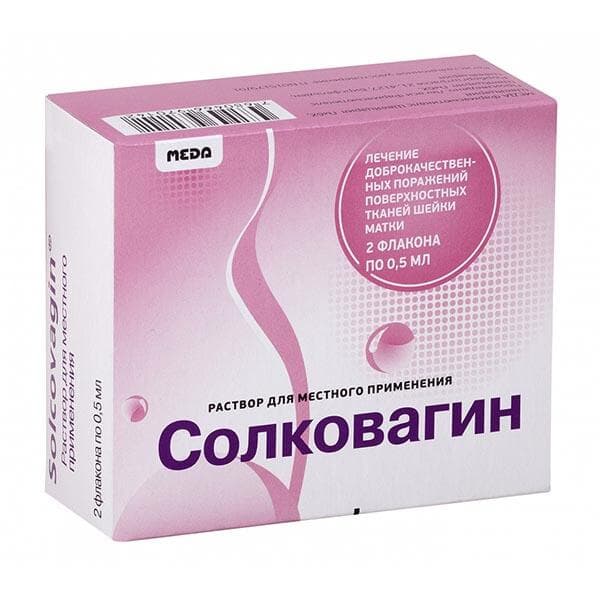 MEDA
ЛЕЧЕНИЕ
ДОБРОКАЧЕСТВЕН-
НЫХ ПОРАЖЕНИЙ
ПОВЕРХНОСТНЫХ
ТКАНЕЙ ШЕЙКИ
МАТКИ
2 ФЛАКОНА
ПО 0,5 МЛ
РАСТВОР ДЛЯ МЕСТНОГО ПРИМЕНЕНИЯ
Солковагин
Solcovagin®
Раствор для местного
применения
2 флакона по 0,5 мл